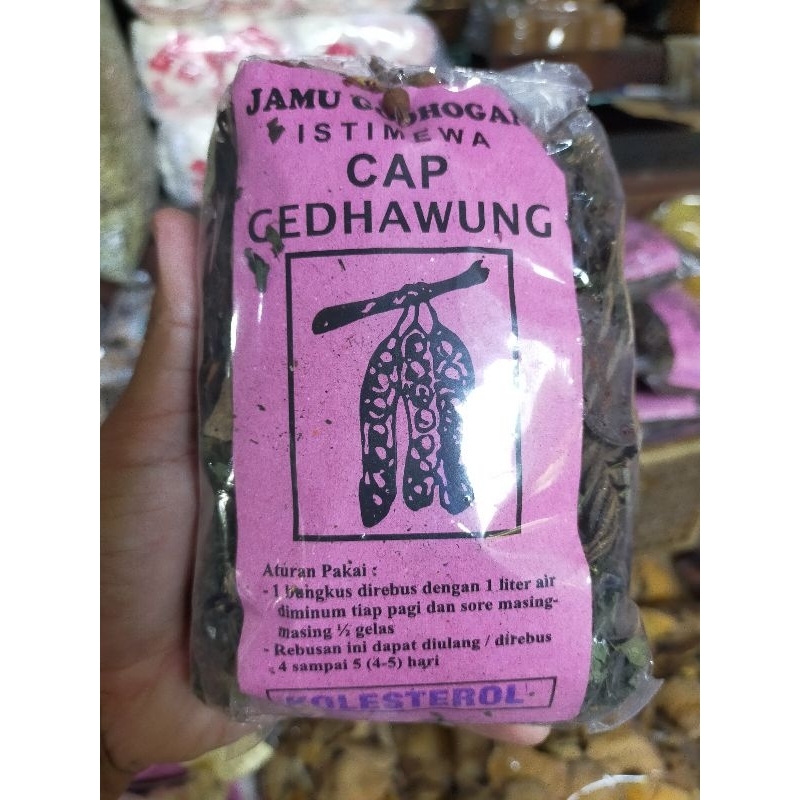 JAMU GODHOGAN
ISTIMEWA
CAP
GEDHAWUNG
Aturan Pakai :
- 1 bungkus direbus dengan 1 liter air
diminum tiap pagi dan sore masing-
masing ½ gelas
- Rebusan ini dapat diulang / direbus
4 sampai 5 (4-5) hari
KOLESTEROL